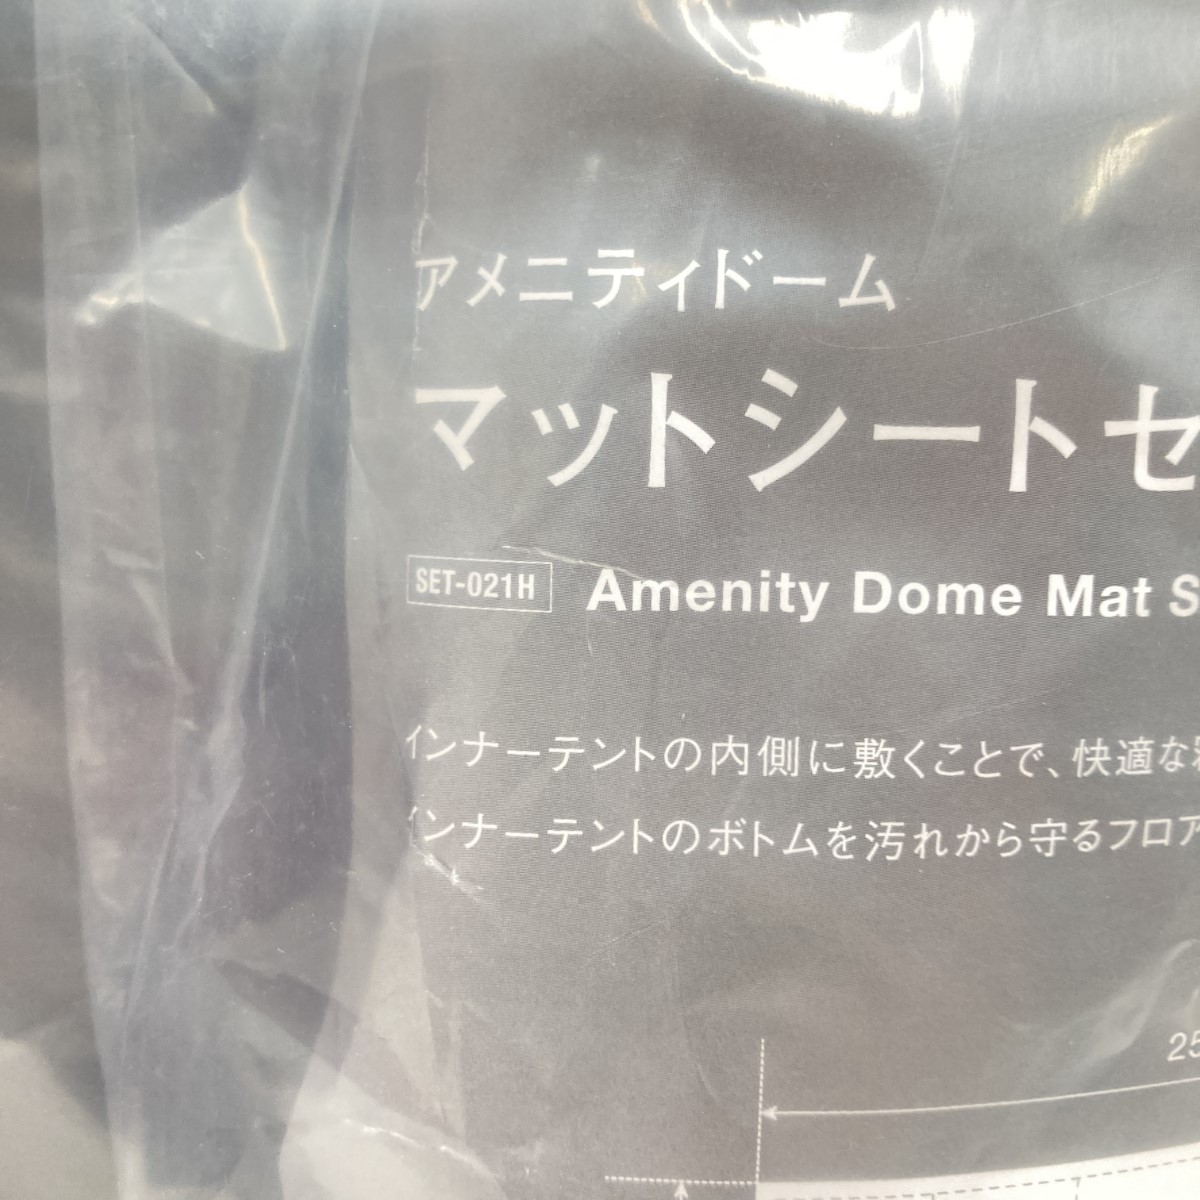 アメニティドーム
マットシートセ
SET-021H Amenity Dome Mat S
インナーテントの内側に敷くことで、快適な
インナーテントのボトムを汚れから守るフロア
25